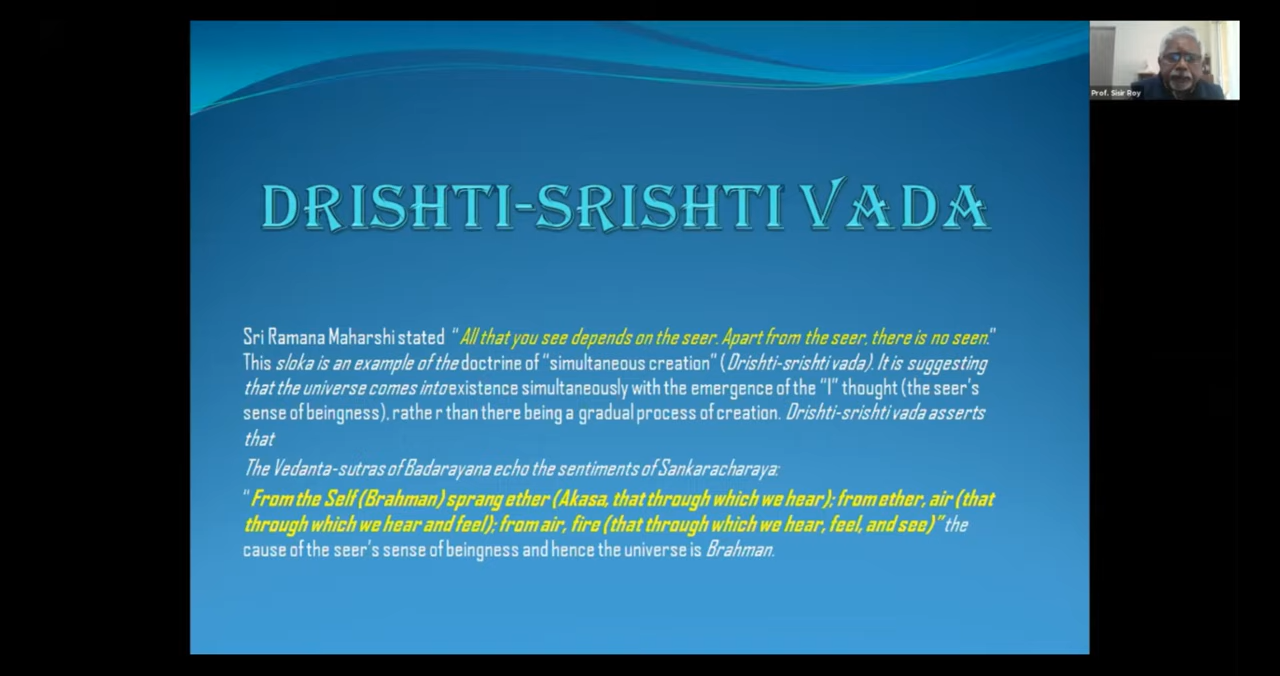 DRISHTI-SRISHTI VADA
Prof. Sisir Roy
Sri Ramana Maharshi stated “ All that you see depends on the seer. Apart from the seer, there is no seen.”
This sloka is an example of the doctrine of “simultaneous creation” ( Drishti-srishti vada). It is suggesting
that the universe comes into existence simultaneously with the emergence of the “I” thought (the seer’s
sense of beingness), rathe r than there being a gradual process of creation. Drishti-srishti vada asserts
that
The Vedanta-sutras of Badarayana echo the sentiments of Sankaracharaya:
“From the Self (Brahman) sprang ether (Akasa, that through which we hear); from ether, air (that
through which we hear and feel); from air, fire (that through which we hear, feel, and see)” the
cause of the seer’s sense of beingness and hence the universe is Brahman.